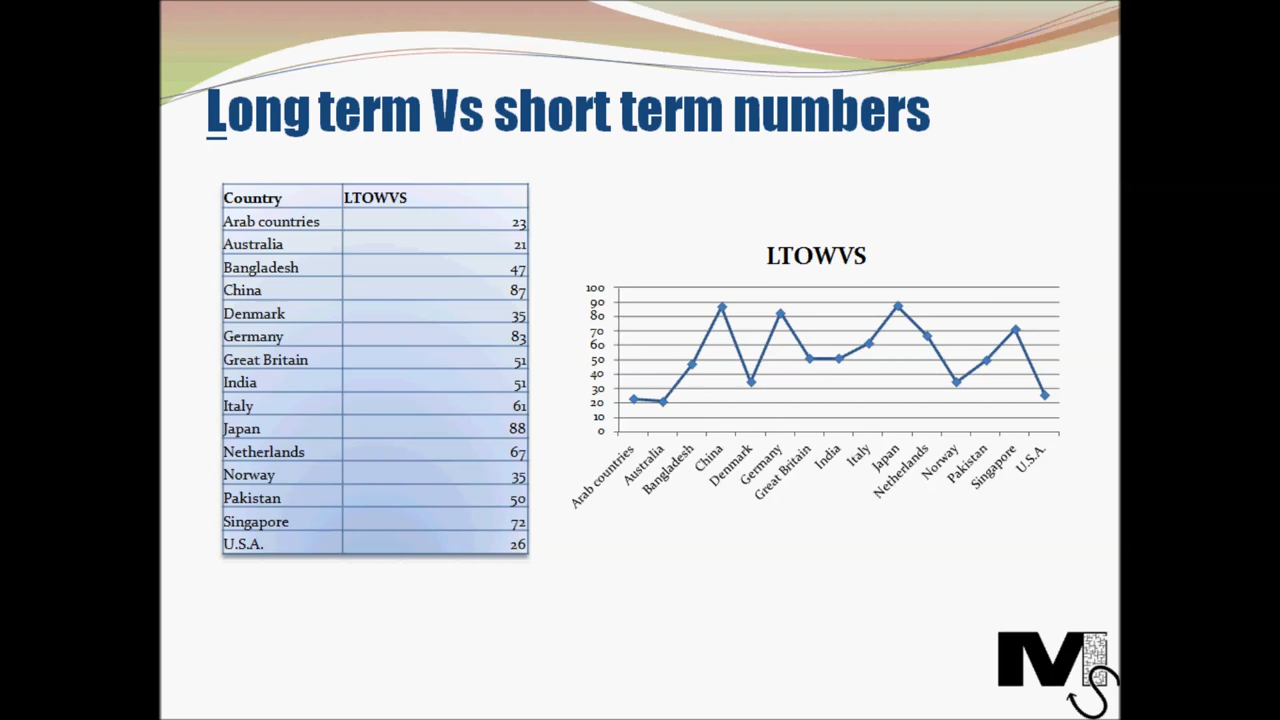 Long term Vs short term numbers
Country LTOWVS
Arab countries 23
Australia 21
Bangladesh 47
China 87
Denmark 35
Germany 83
Great Britain 51
India 51
Italy 61
Japan 88
Netherlands 67
Norway 35
Pakistan 50
Singapore 72
U.S.A. 26
LTOWVS
100
90
80
70
60
50
40
30
20
10
0
Arab countries
Australia
Bangladesh
China
Denmark
Germany
Great Britain
India
Italy
Japan
Netherlands
Norway
Pakistan
Singapore
U.S.A.
MS